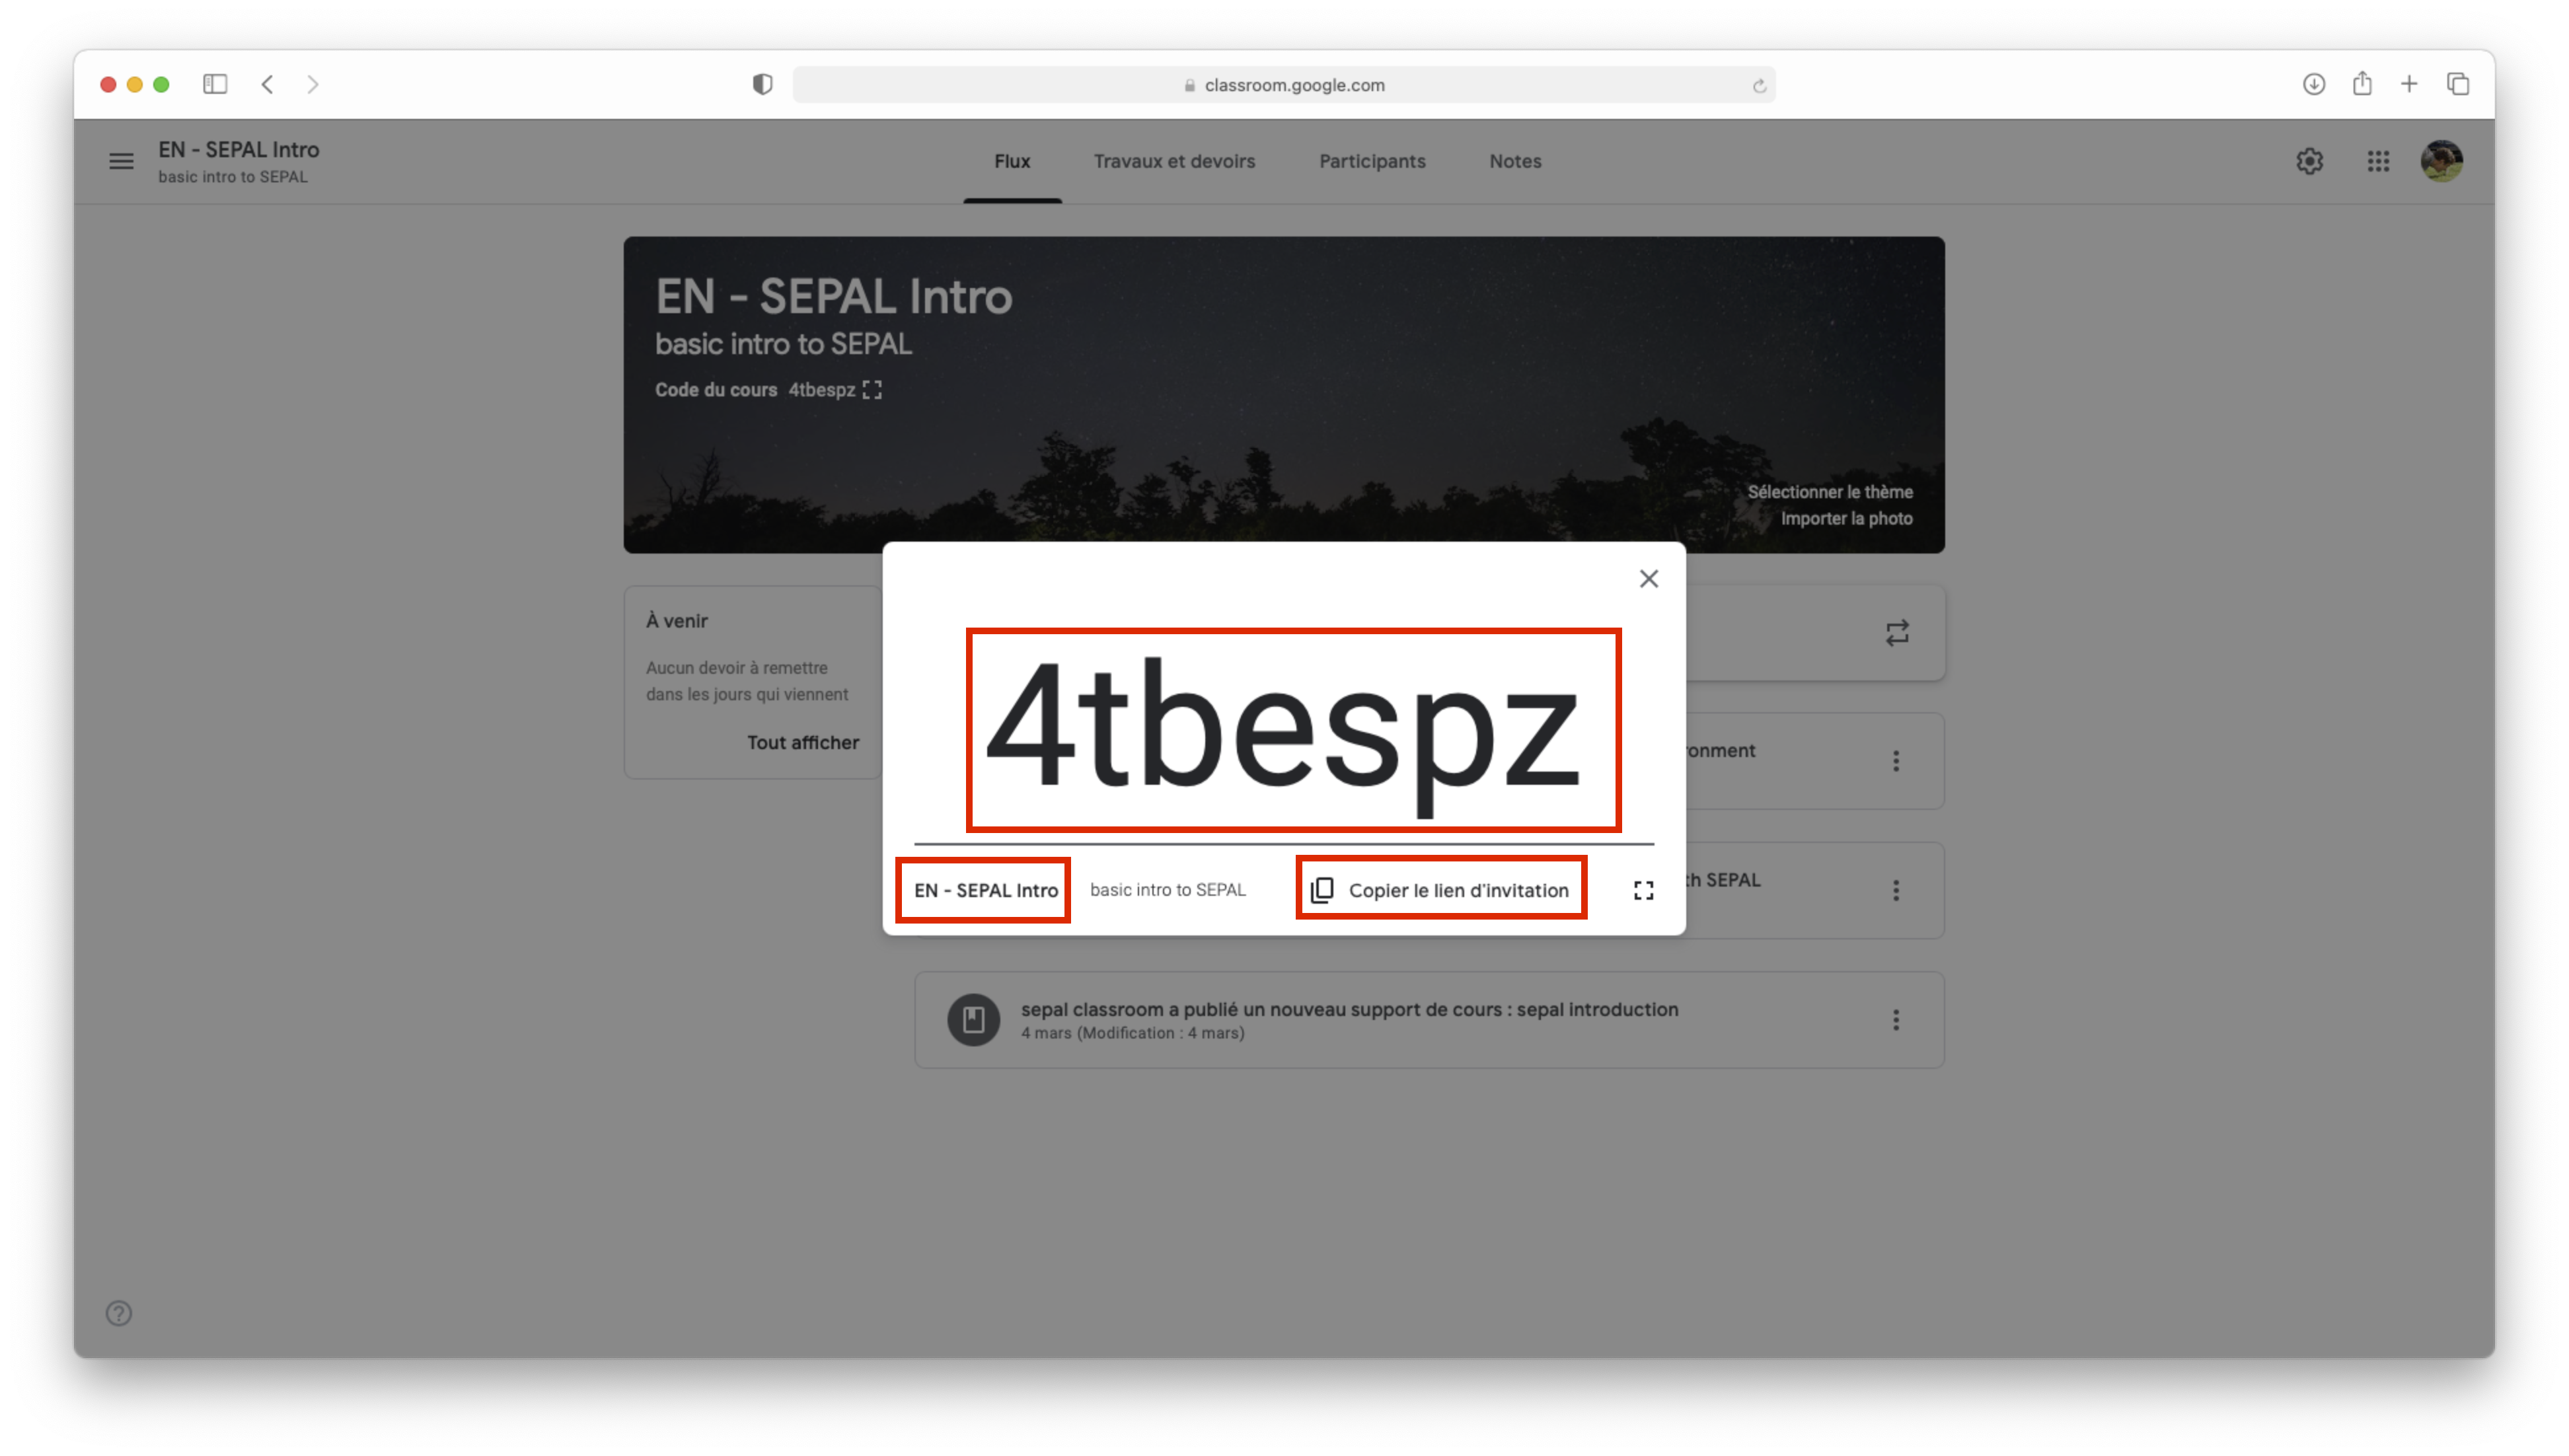 classroom.google.com
EN - SEPAL Intro
basic intro to SEPAL
Flux
Travaux et devoirs
Participants
Notes
EN - SEPAL Intro
basic intro to SEPAL
Code du cours 4tbespz
Sélectionner le thème
Importer la photo
À venir
Aucun devoir à remettre
dans les jours qui viennent
Tout afficher
4tbespz
EN - SEPAL Intro basic intro to SEPAL Copier le lien d'invitation
SEPAL
sepal classroom a publié un nouveau support de cours : sepal introduction
4 mars (Modification : 4 mars)